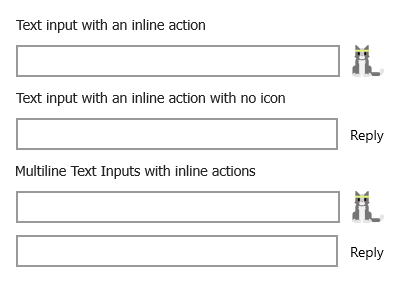 Text input with an inline action
Text input with an inline action with no icon
Reply
Multiline Text Inputs with inline actions
Reply